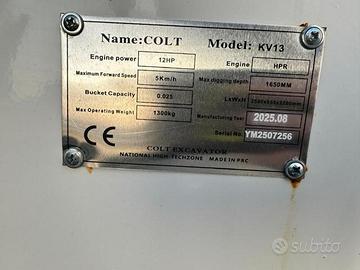 Name:COLT Model: KV13
Engine power 12HP Engine HPR
Maximum Forward Speed 5Km/h Max digging depth 1650MM
Bucket Capacity 0.025 LxWxH
Max Operating Weight 1300kg Manufacturing Year 2025.08
Serial No. YM2507256
CE
COLT EXCAVATOR
NATIONAL HIGH-TECHZONE MADE IN PRC
subito